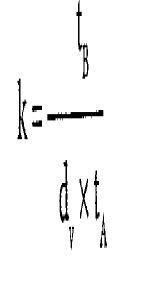 t_B
k= —
d_v x t_A